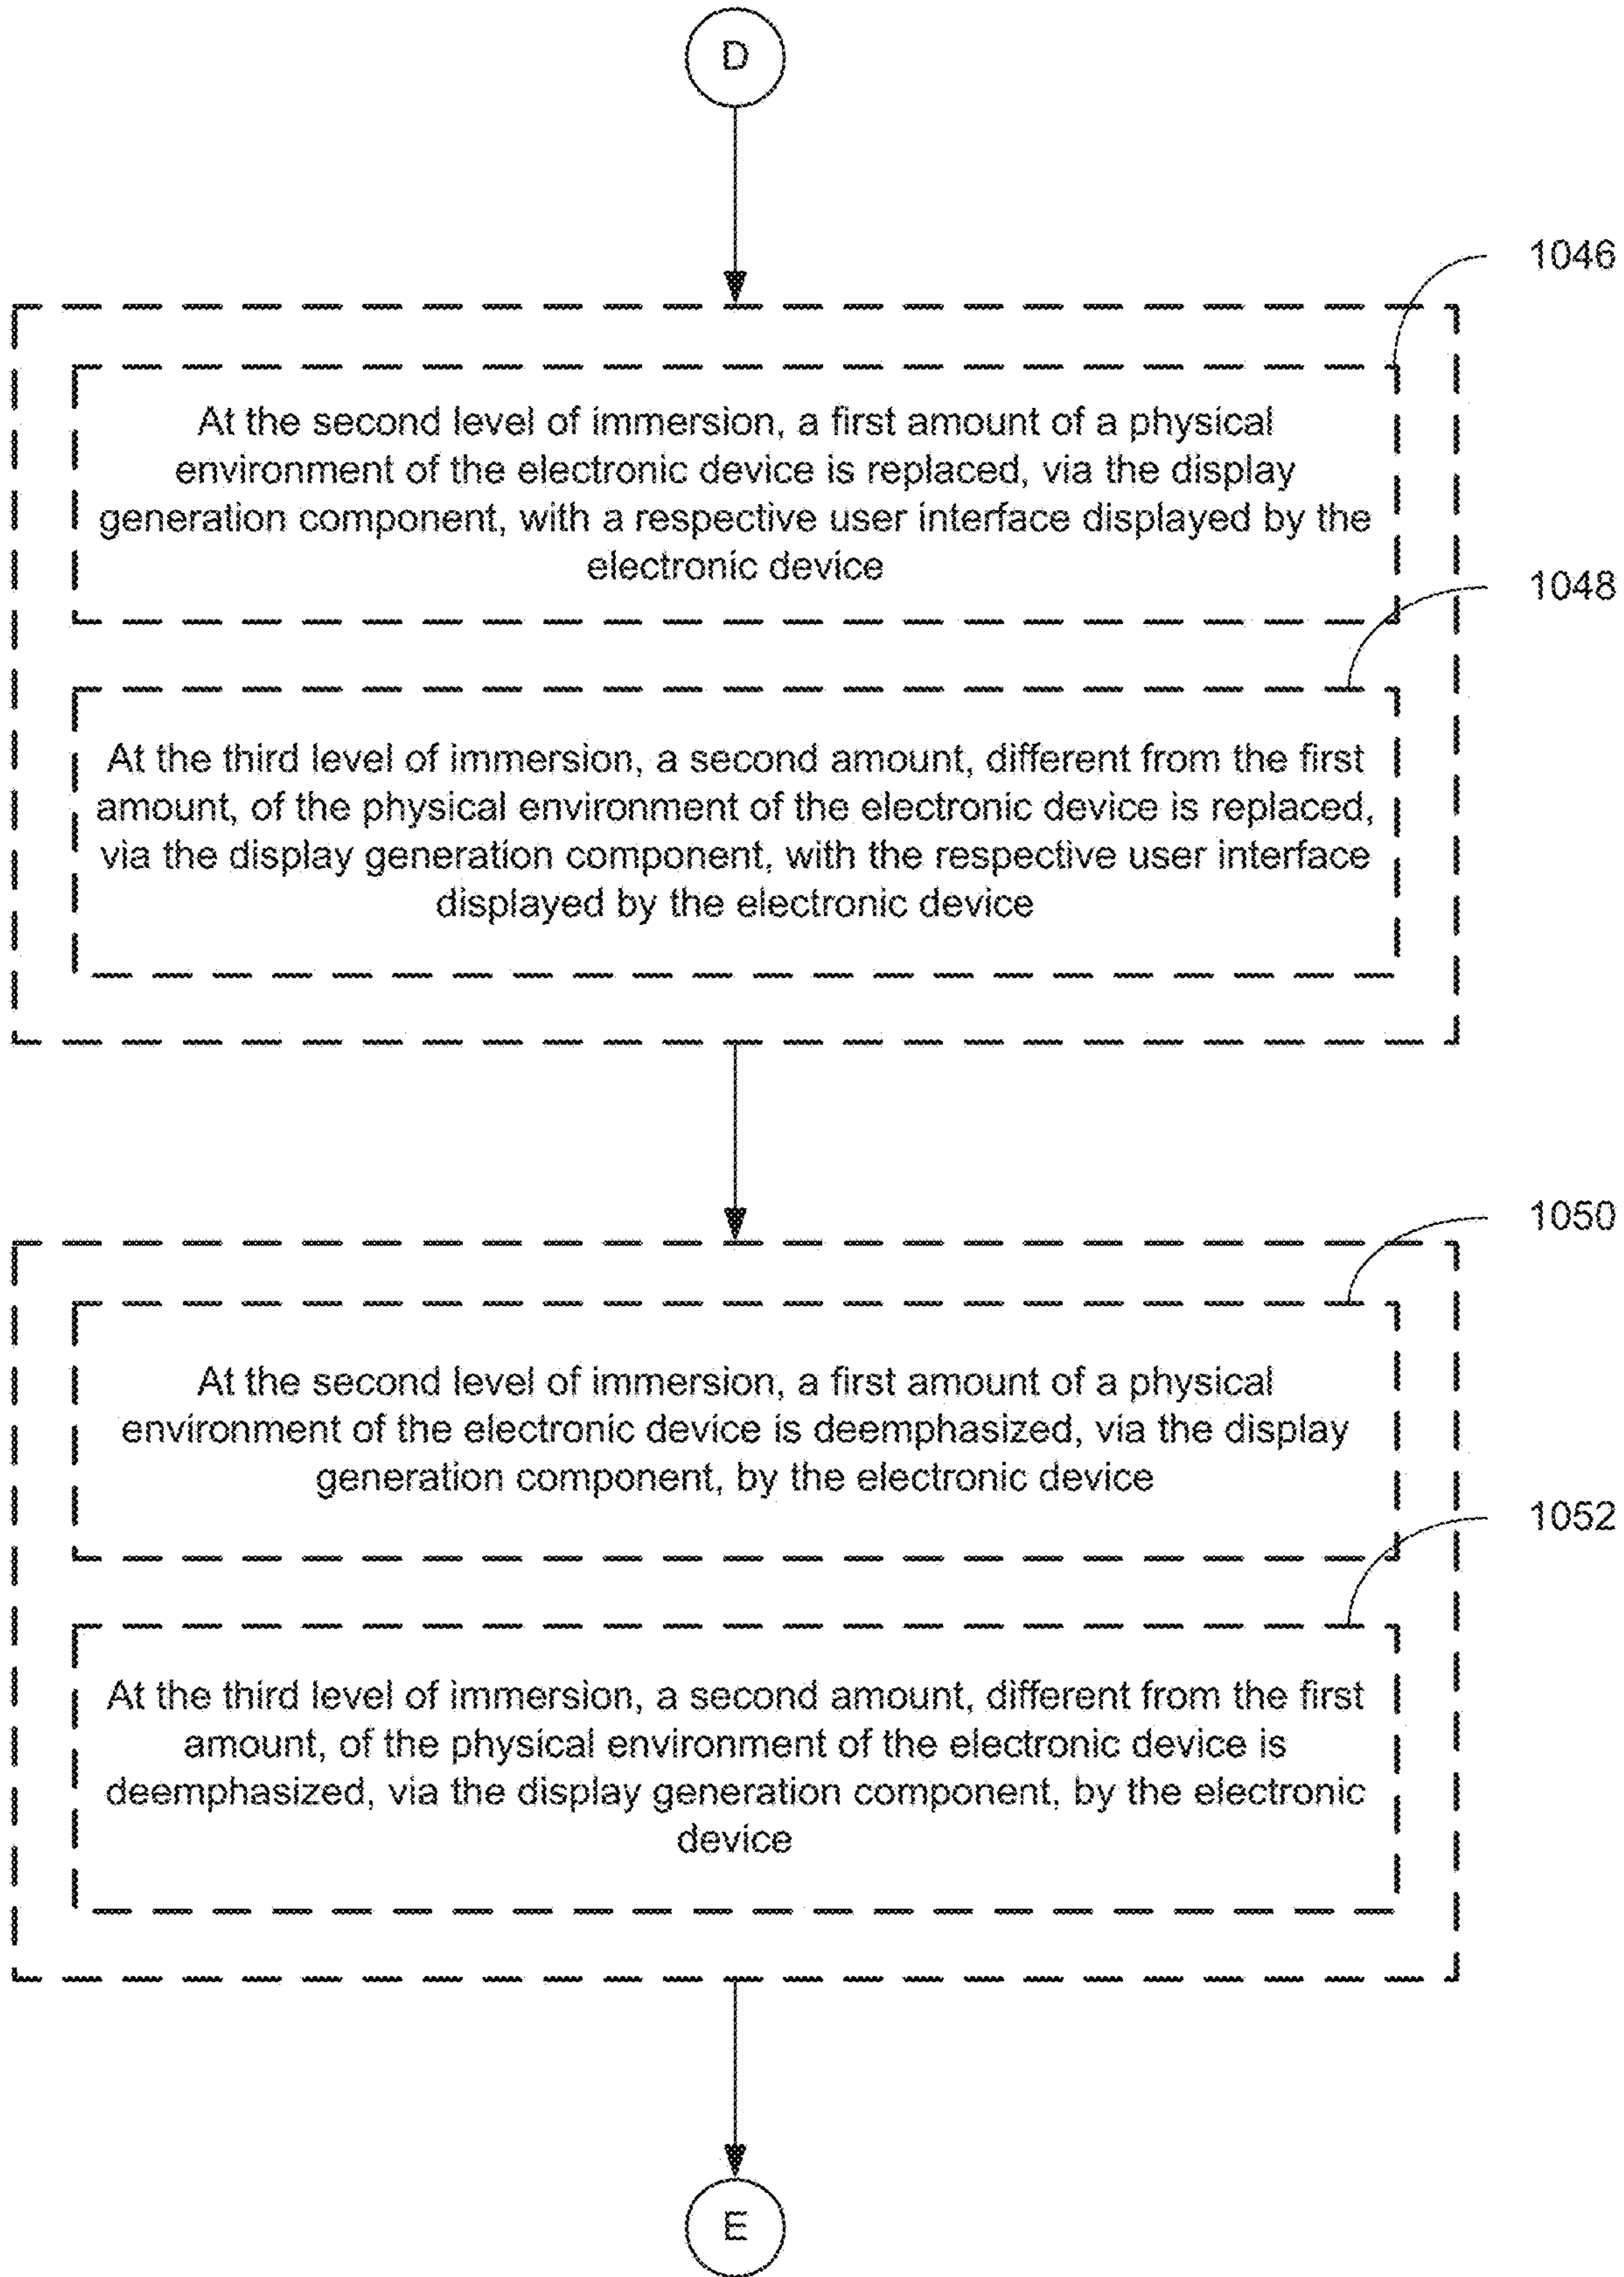 D
1046
At the second level of immersion, a first amount of a physical
environment of the electronic device is replaced, via the display
generation component, with a respective user interface displayed by the
electronic device
1048
At the third level of immersion, a second amount, different from the first
amount, of the physical environment of the electronic device is replaced,
via the display generation component, with the respective user interface
displayed by the electronic device
1050
At the second level of immersion, a first amount of a physical
environment of the electronic device is deemphasized, via the display
generation component, by the electronic device
1052
At the third level of immersion, a second amount, different from the first
amount, of the physical environment of the electronic device is
deemphasized, via the display generation component, by the electronic
device
E